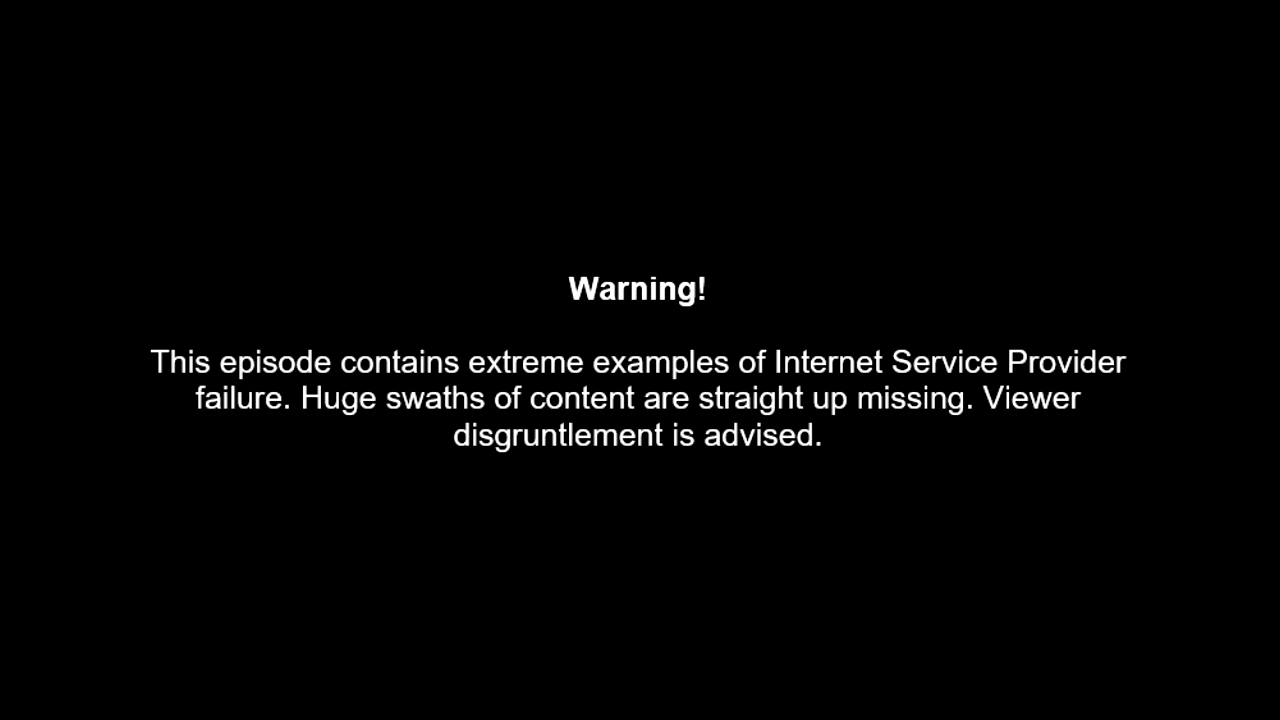 Warning!
This episode contains extreme examples of Internet Service Provider
failure. Huge swaths of content are straight up missing. Viewer
disgruntlement is advised.